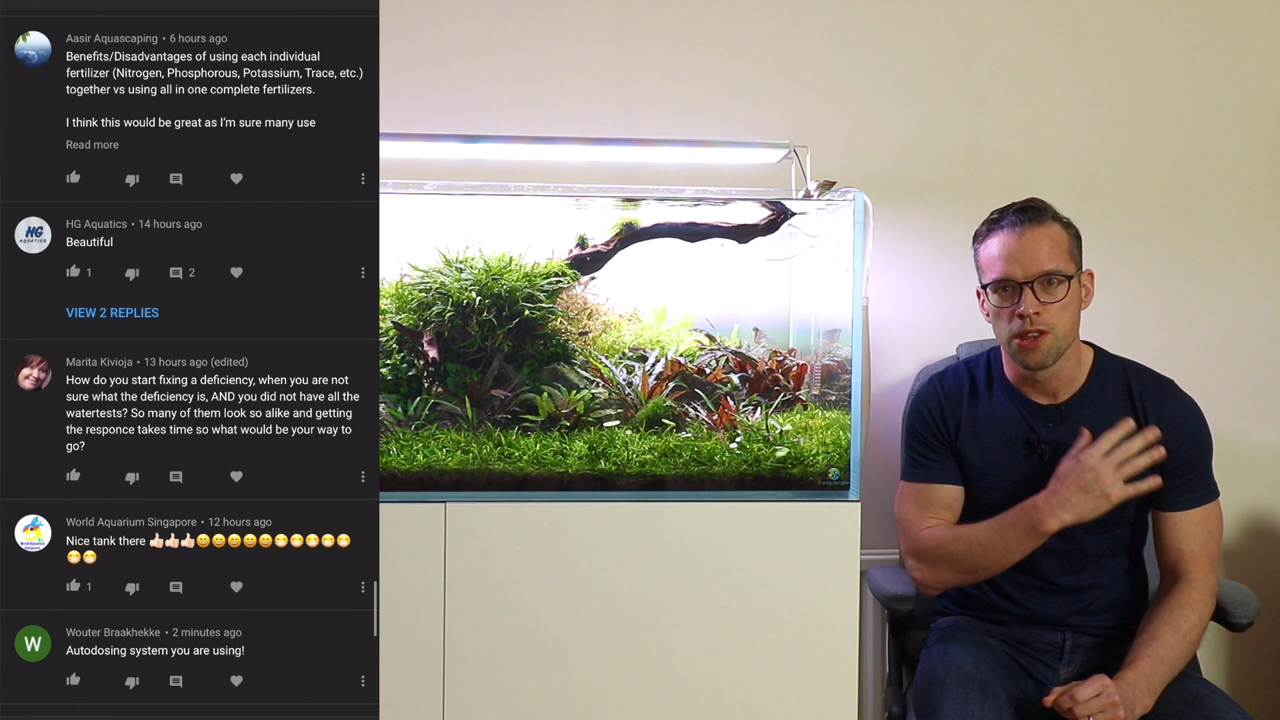 Aasir Aquascaping • 6 hours ago
Benefits/Disadvantages of using each individual
fertilizer (Nitrogen, Phosphorous, Potassium, Trace, etc.)
together vs using all in one complete fertilizers.
I think this would be great as I'm sure many use
Read more
HG
AQUATICS
HG Aquatics • 14 hours ago
Beautiful
1
2
VIEW 2 REPLIES
Marita Kivioja • 13 hours ago (edited)
How do you start fixing a deficiency, when you are not
sure what the deficiency is, AND you did not have all the
watertests? So many of them look so alike and getting
the responce takes time so what would be your way to
go?
World Aquarium Singapore • 12 hours ago
Nice tank there 👍🏻👍🏻👍🏻😀😀😀😀😀😁😁😁😁😁
😁😁
1
W
Wouter Braakhekke • 2 minutes ago
Autodosing system you are using!